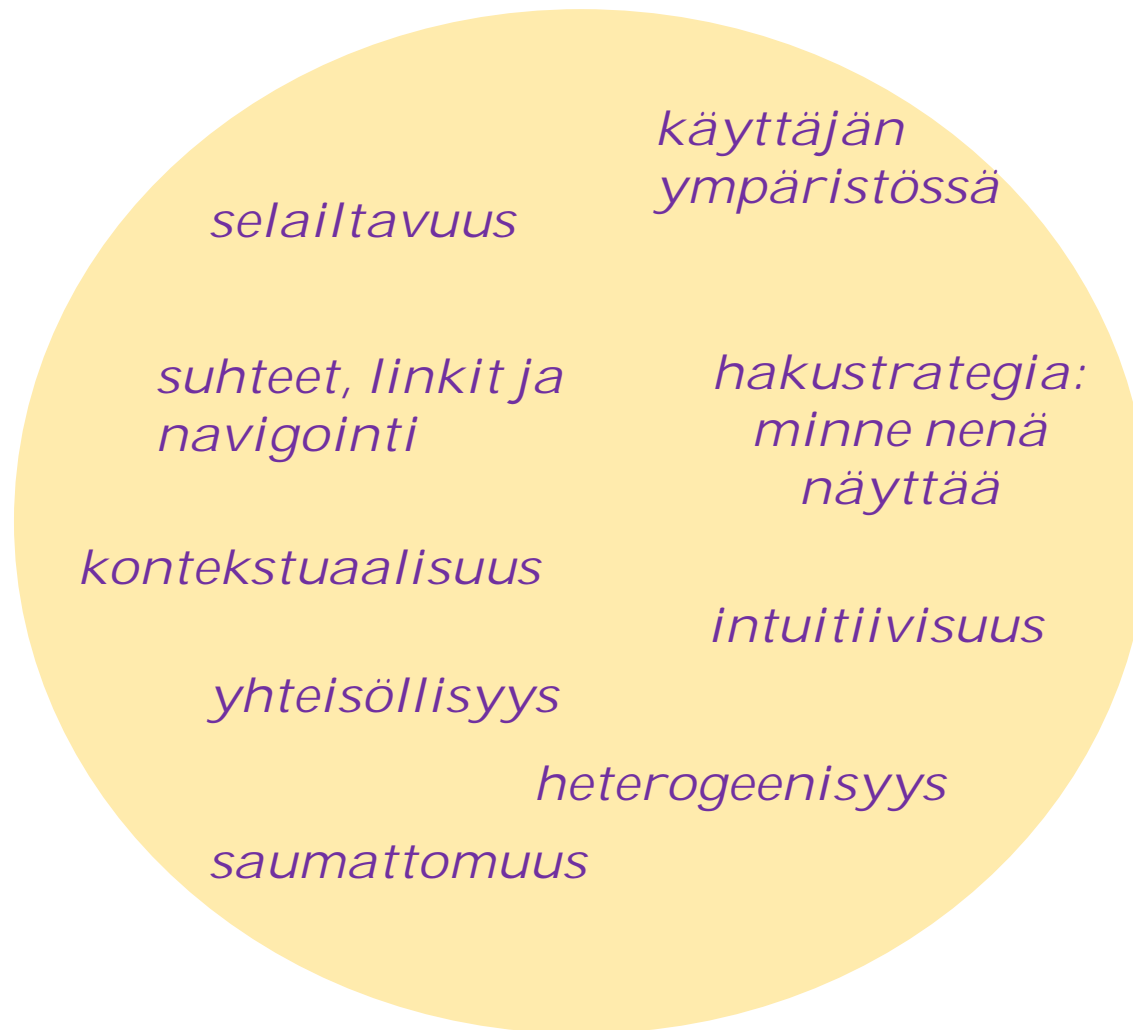 käyttäjän
ympäristössä
selailtavuus
suhteet, linkit ja
navigointi
hakustrategia:
minne nenä
näyttää
kontekstuaalisuus
intuitiivisuus
yhteisöllisyys
heterogeenisyys
saumattomuus